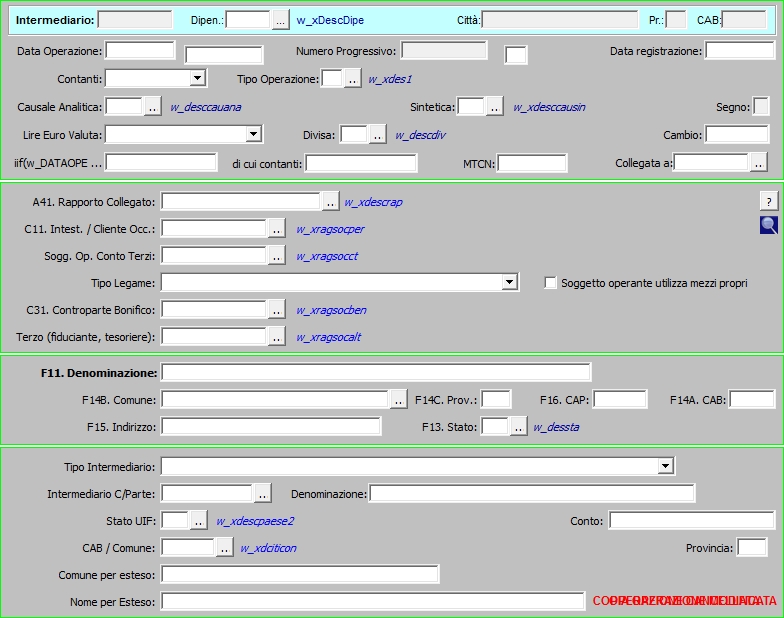 Intermediario: Dipen.: ... w_xDescDipe Città: Pr.: CAB:
Data Operazione: Numero Progressivo: Data registrazione:
Contanti: Tipo Operazione: .. w_xdes1
Causale Analitica: .. w_desccauana Sintetica: .. w_xdesccausin Segno:
Lire Euro Valuta: Divisa: .. w_descdiv Cambio:
iif(w_DATAOPE ... di cui contanti: MTCN: Collegata a: ..
A41. Rapporto Collegato: .. w_xdescrap ?
C11. Intest. / Cliente Occ.: .. w_xragsocper
Sogg. Op. Conto Terzi: .. w_xragsocct
Tipo Legame: Soggetto operante utilizza mezzi propri
C31. Controparte Bonifico: .. w_xragsocben
Terzo (fiduciante, tesoriere): .. w_xragsocalt
F11. Denominazione:
F14B. Comune: .. F14C. Prov.: F16. CAP: F14A. CAB:
F15. Indirizzo: F13. Stato: .. w_dessta
Tipo Intermediario:
Intermediario C/Parte: .. Denominazione:
Stato UIF: .. w_xdescpaese2 Conto:
CAB / Comune: .. w_xdciticon Provincia:
Comune per esteso:
Nome per Esteso: